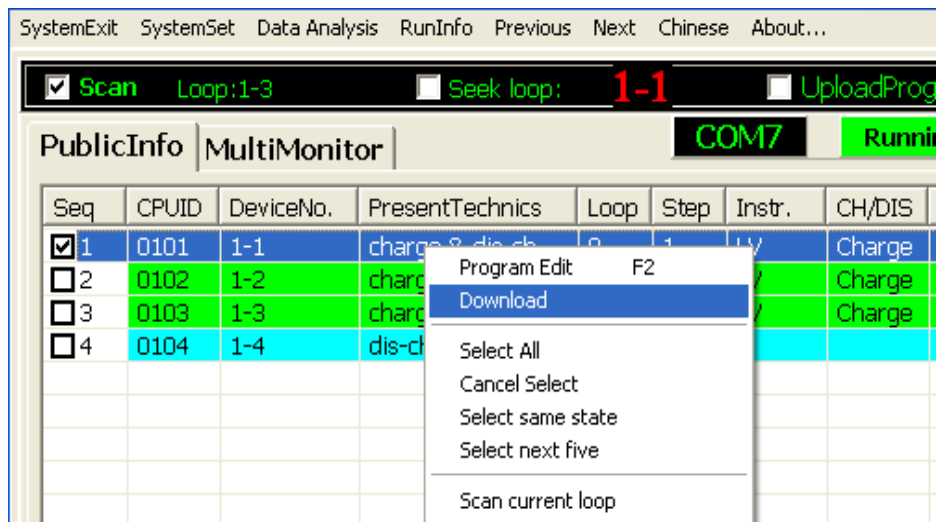 SystemExit SystemSet Data Analysis RunInfo Previous Next Chinese About...
Scan Loop:1-3 Seek loop: 1-1 UploadProg
PublicInfo MultiMonitor COM7 Runni
Seq CPUID DeviceNo. PresentTechnics Loop Step Instr. CH/DIS
1 0101 1-1 charge & dis-ch 0 1 Charge
Program Edit F2
2 0102 1-2 charg Charge
Download
3 0103 1-3 charg Charge
4 0104 1-4 dis-ch
Select All
Cancel Select
Select same state
Select next five
Scan current loop